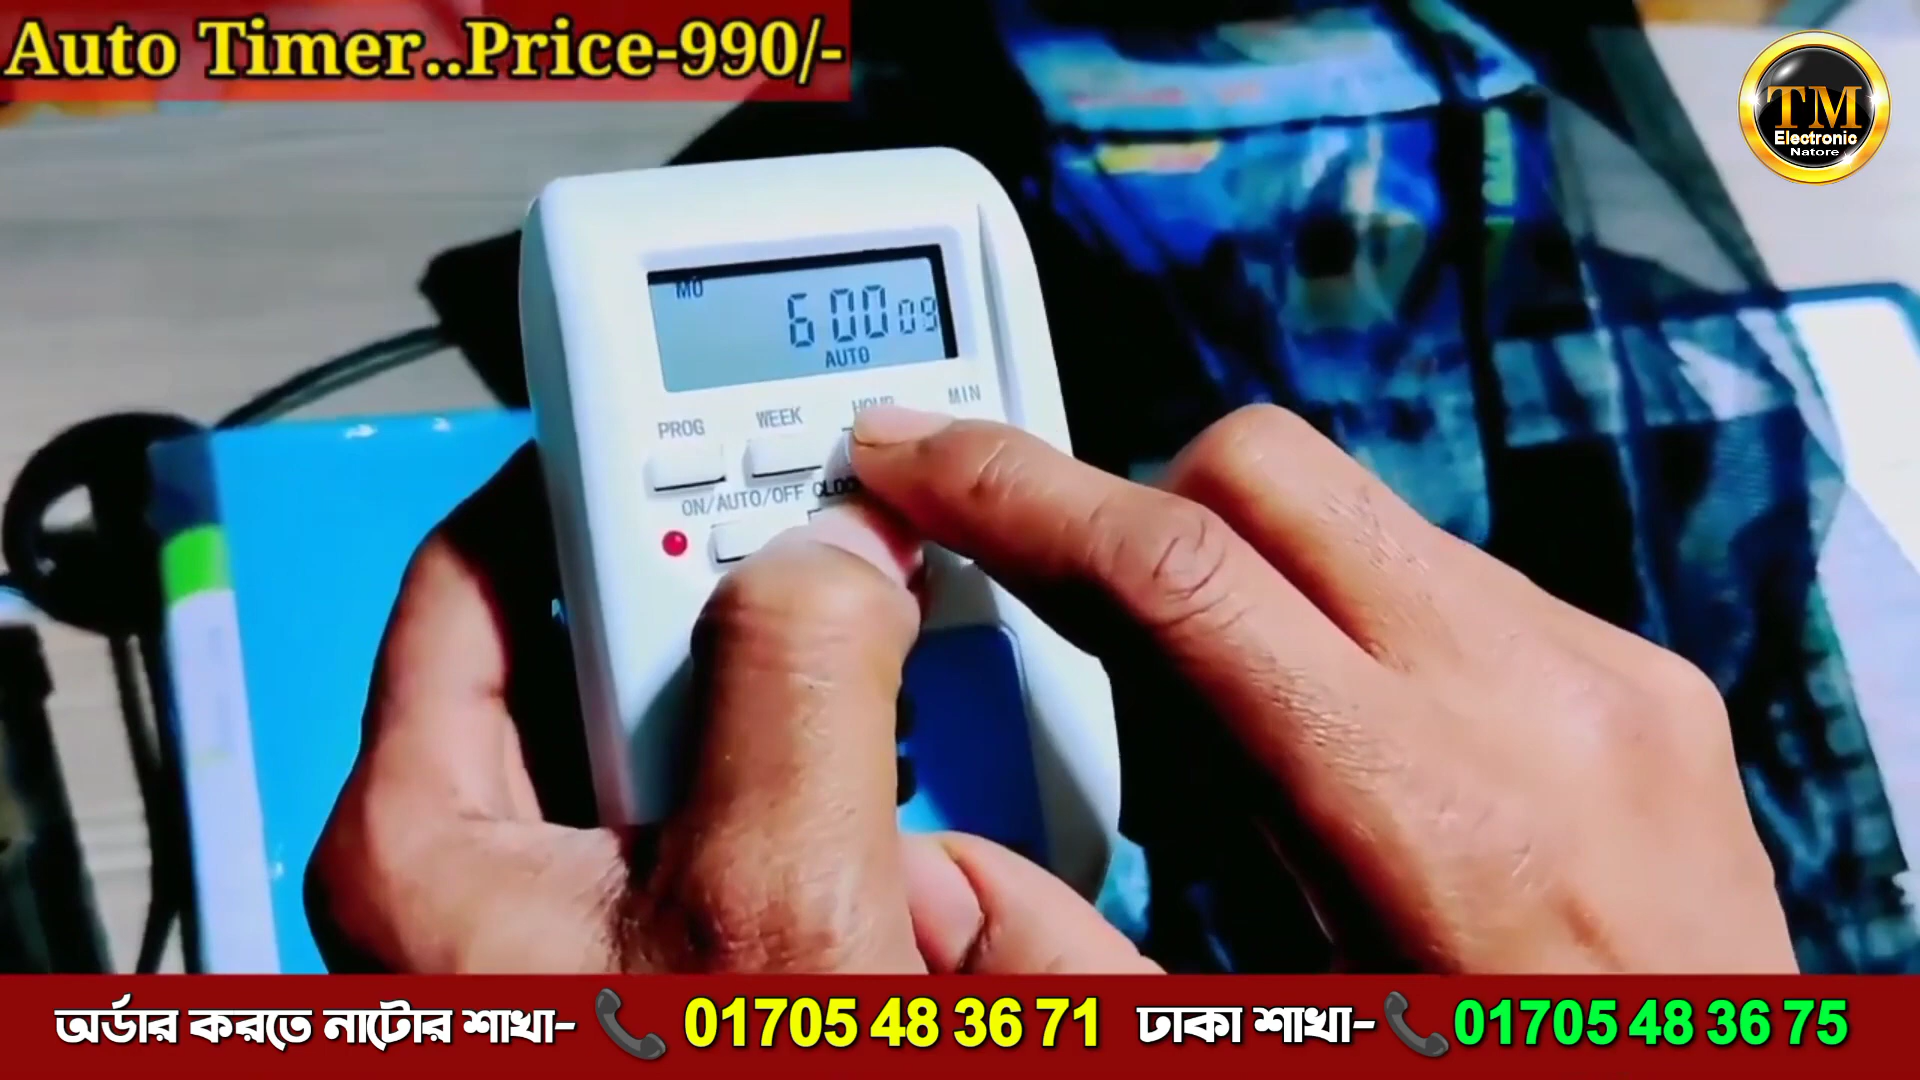 Auto Timer..Price-990/-
TM
Electronic
Natore
MO
6 00 09
AUTO
PROG WEEK HOUR MIN
ON/AUTO/OFF
অর্ডার করতে নাটোর শাখা- 01705 48 36 71 ঢাকা শাখা- 01705 48 36 75